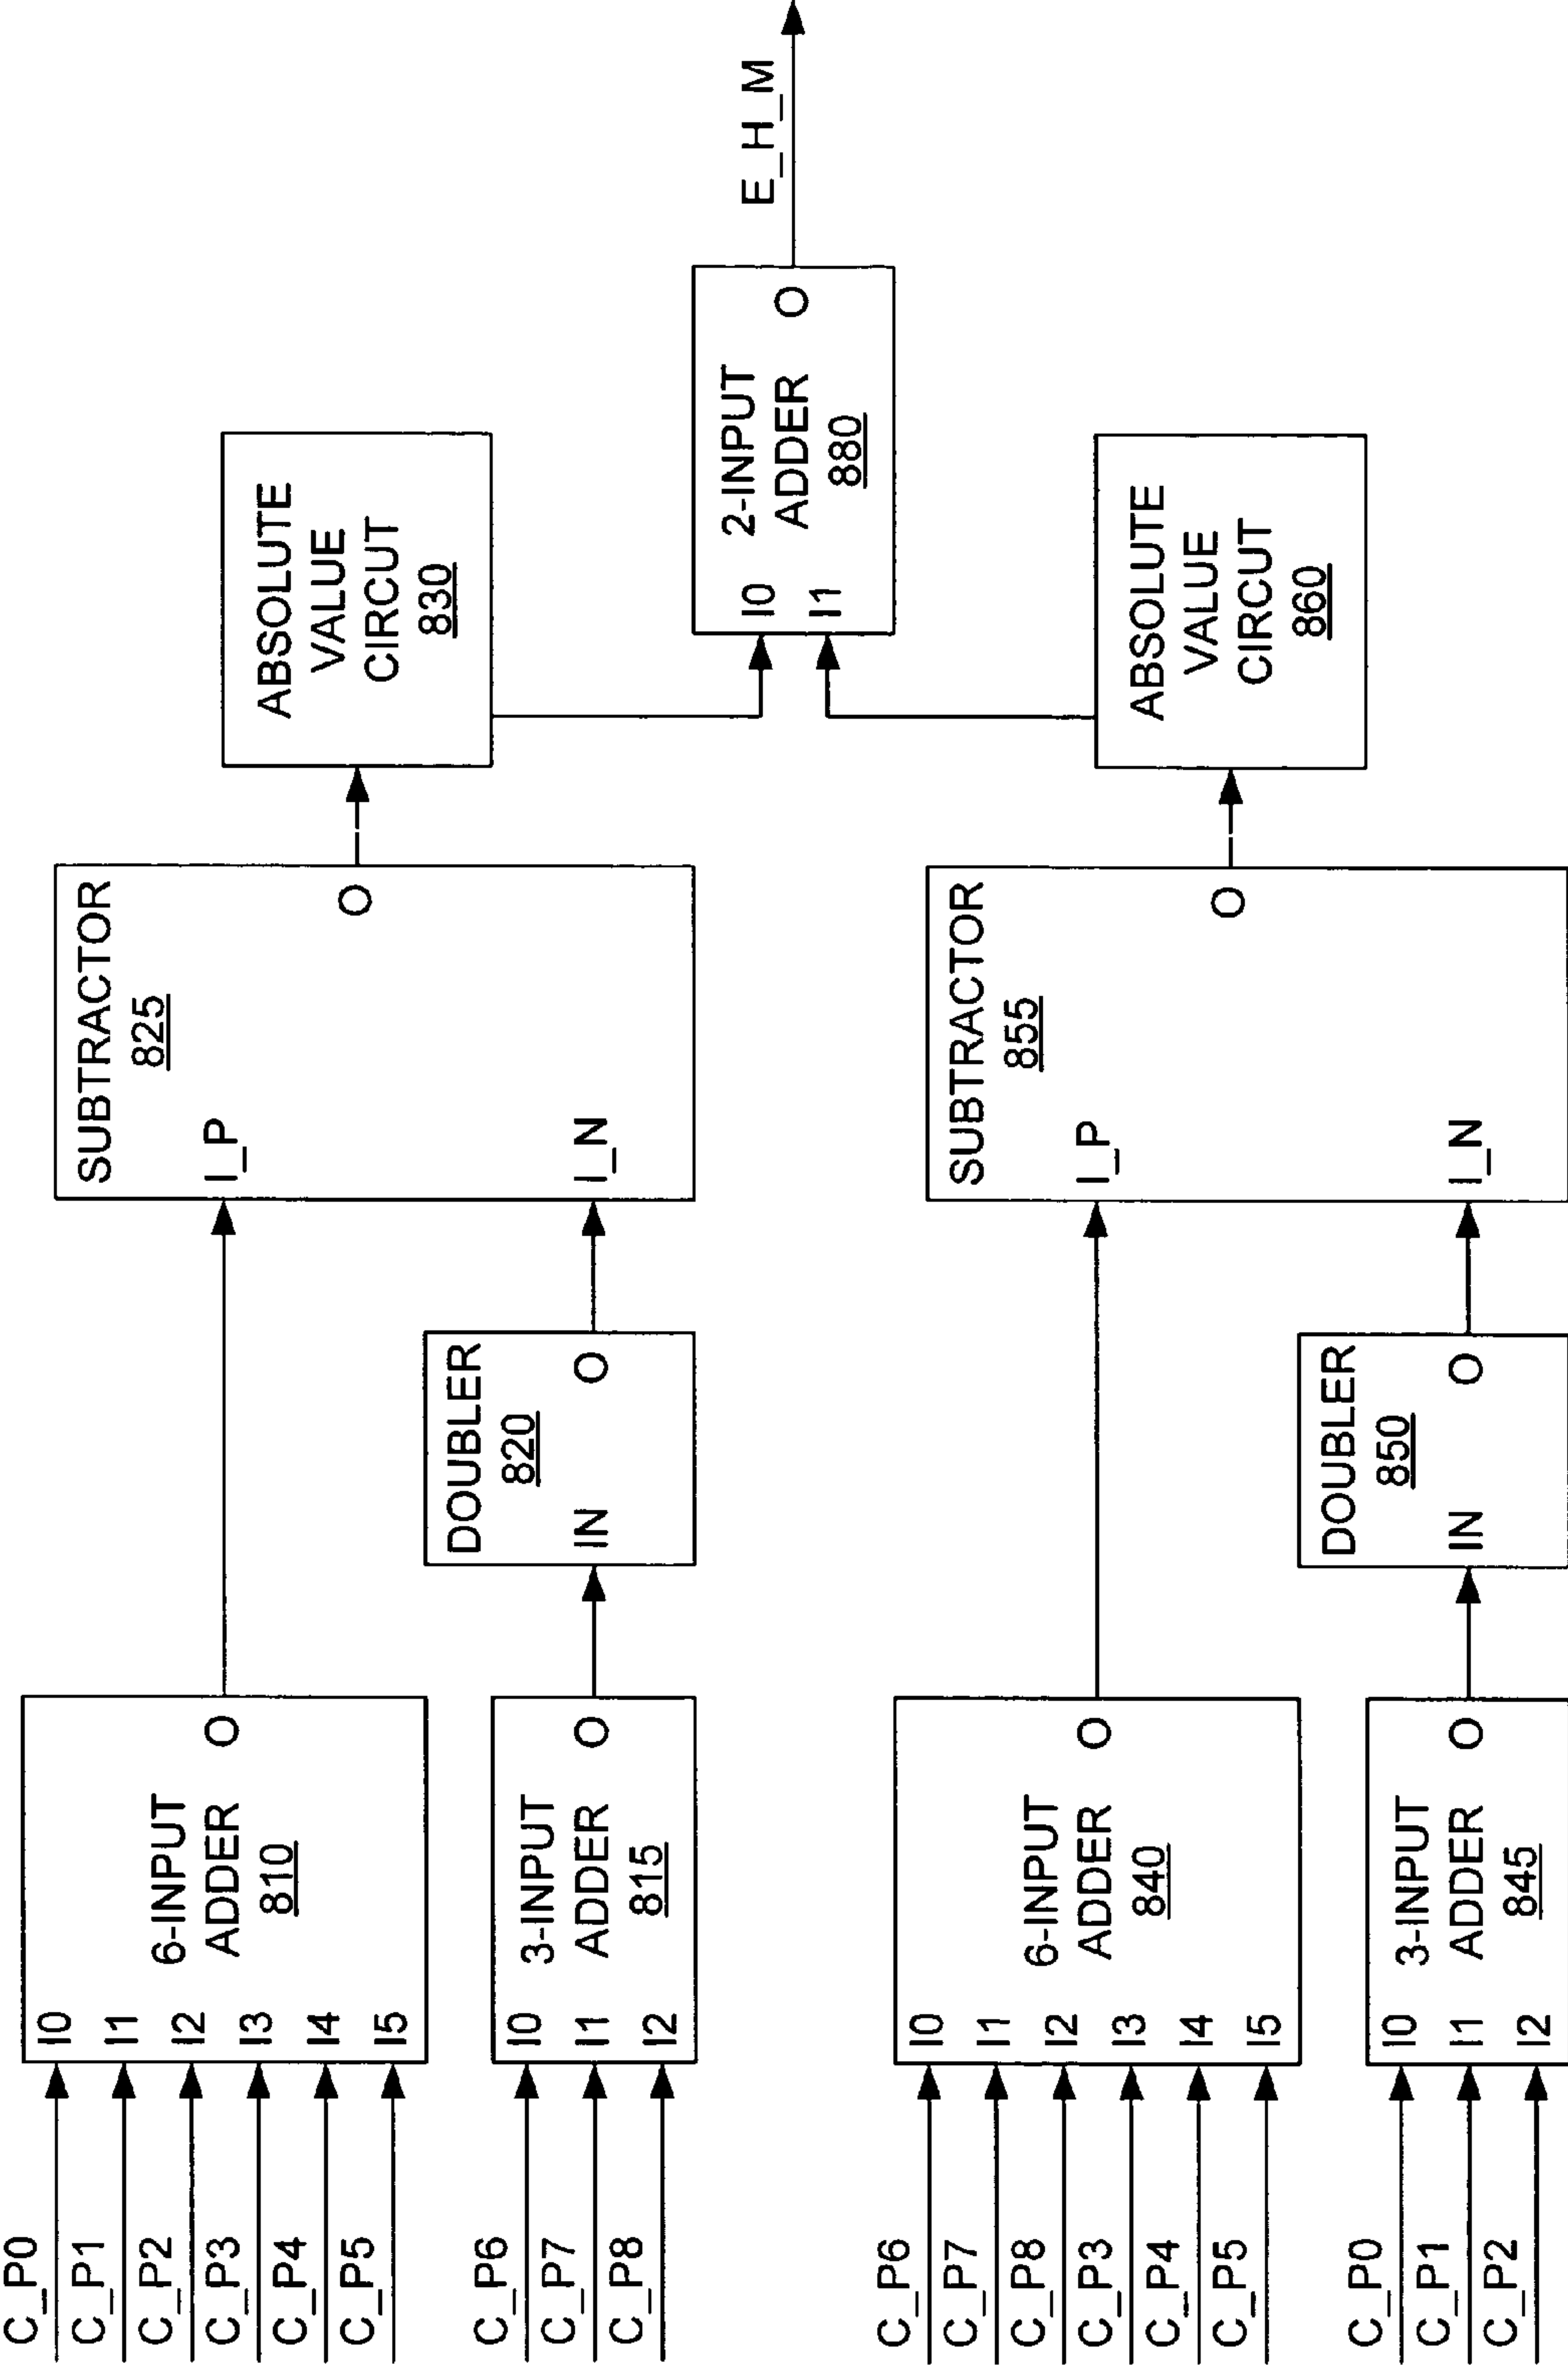 C_P0
C_P1
C_P2
C_P3
C_P4
C_P5
I0
I1
I2
I3
I4
I5
6-INPUT
ADDER
810
O
C_P6
C_P7
C_P8
I0
I1
I2
3-INPUT
ADDER
815
O
DOUBLER
820
IN
O
SUBTRACTOR
825
I_P
I_N
O
ABSOLUTE
VALUE
CIRCUT
830
C_P6
C_P7
C_P8
C_P3
C_P4
C_P5
I0
I1
I2
I3
I4
I5
6-INPUT
ADDER
840
O
C_P0
C_P1
C_P2
I0
I1
I2
3-INPUT
ADDER
845
O
DOUBLER
850
IN
O
SUBTRACTOR
855
I_P
I_N
O
ABSOLUTE
VALUE
CIRCUT
860
I0
I1
2-INPUT
ADDER
880
O
E_H_M